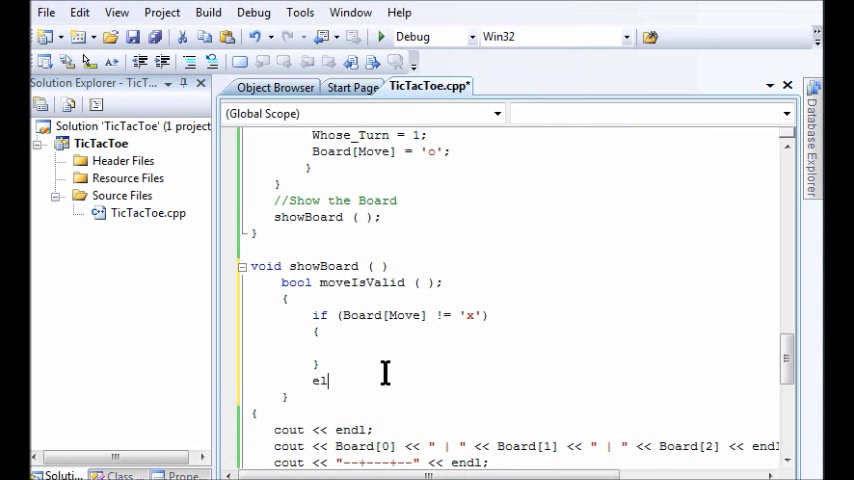 File Edit View Project Build Debug Tools Window Help
Debug Win32
Solution Explorer - TicT...
Object Browser Start Page TicTacToe.cpp*
(Global Scope)
Solution 'TicTacToe' (1 project
TicTacToe
Header Files
Resource Files
Source Files
TicTacToe.cpp
Whose_Turn = 1;
Board[Move] = 'o';
}
}
//Show the Board
showBoard ( );
}
void showBoard ( )
bool moveIsValid ( );
{
if (Board[Move] != 'x')
{
}
el
}
{
cout << endl;
cout << Board[0] << " | " << Board[1] << " | " << Board[2] << endl
cout << "--+---+--" << endl;
Soluti... Class ... Prope...
Database Explorer